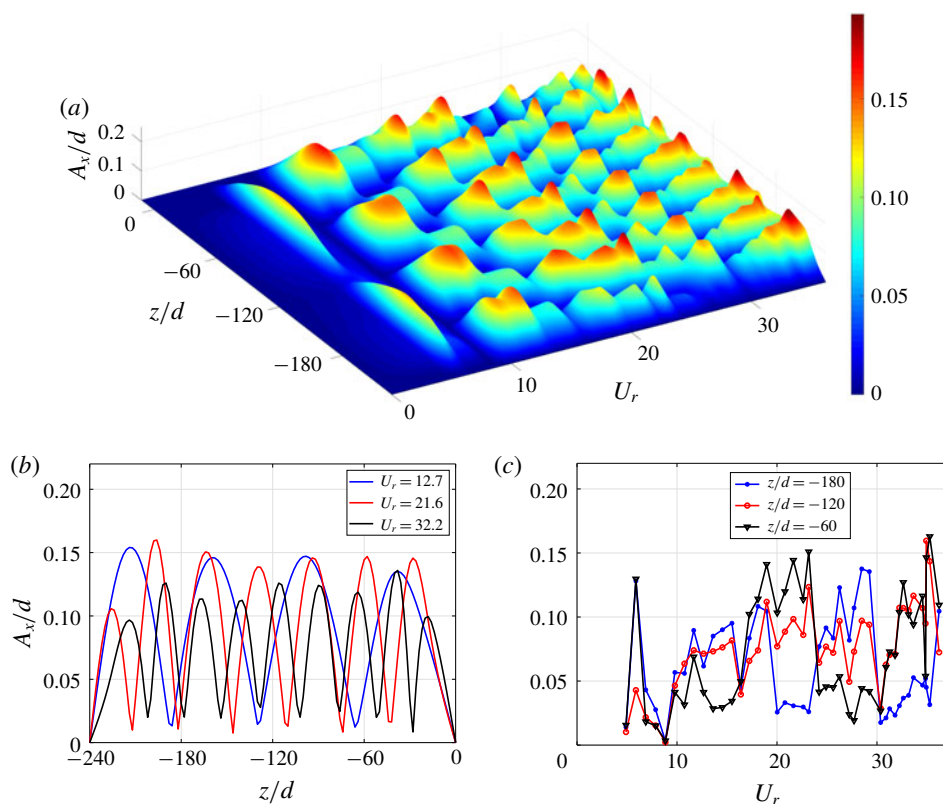 (a)
A_x/d
0.2
0.1
0
0
−60
−120
−180
z/d
0
10
20
30
U_r
0.15
0.10
0.05
0
(b)
A_x/d
0.20
0.15
0.10
0.05
0
−240
−180
−120
−60
0
z/d
U_r = 12.7
U_r = 21.6
U_r = 32.2
(c)
0.20
0.15
0.10
0.05
0
0
10
20
30
U_r
z/d = −180
z/d = −120
z/d = −60